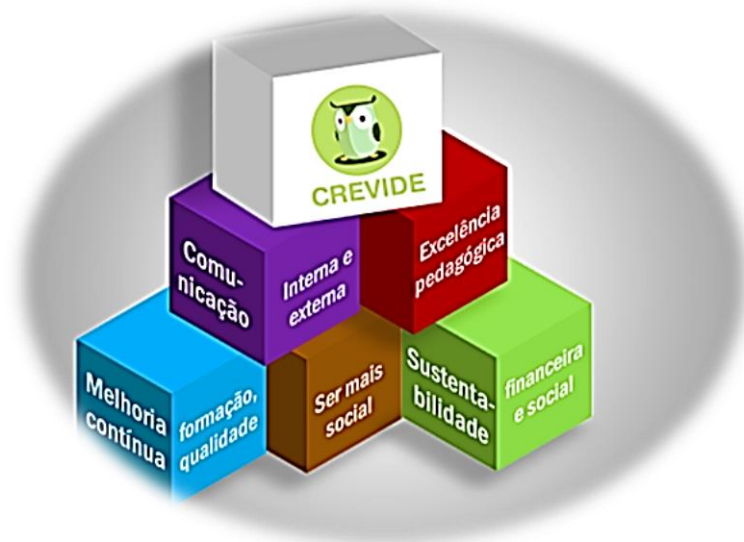 CREVIDE
Comu-
nicação
Interna e
externa
Excelência
pedagógica
Melhoria
contínua
formação,
qualidade
Ser mais
social
Sustenta-
bilidade
financeira
e social